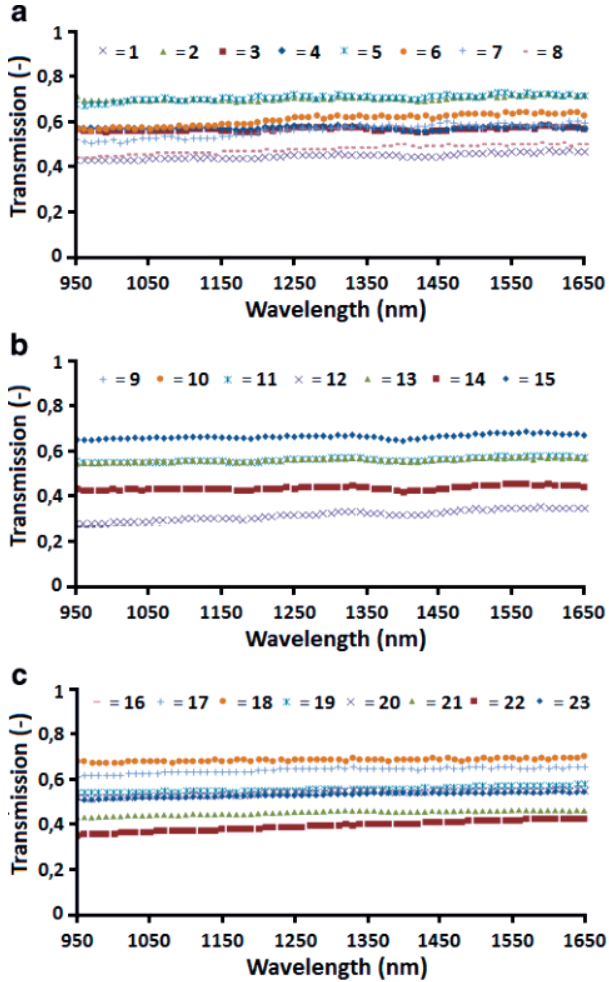 a
1
× = 1 ▲ = 2 ■ = 3 ◆ = 4 ж = 5 ● = 6 + = 7 - = 8
0,8
0,6
0,4
0,2
0
Transmission (-)
950 1050 1150 1250 1350 1450 1550 1650
Wavelength (nm)
b
1
+ = 9 ● = 10 ж = 11 × = 12 ▲ = 13 ■ = 14 ◆ = 15
0,8
0,6
0,4
0,2
0
Transmission (-)
950 1050 1150 1250 1350 1450 1550 1650
Wavelength (nm)
c
1
- = 16 + = 17 ● = 18 ж = 19 × = 20 ▲ = 21 ■ = 22 ◆ = 23
0,8
0,6
0,4
0,2
0
Transmission (-)
950 1050 1150 1250 1350 1450 1550 1650
Wavelength (nm)